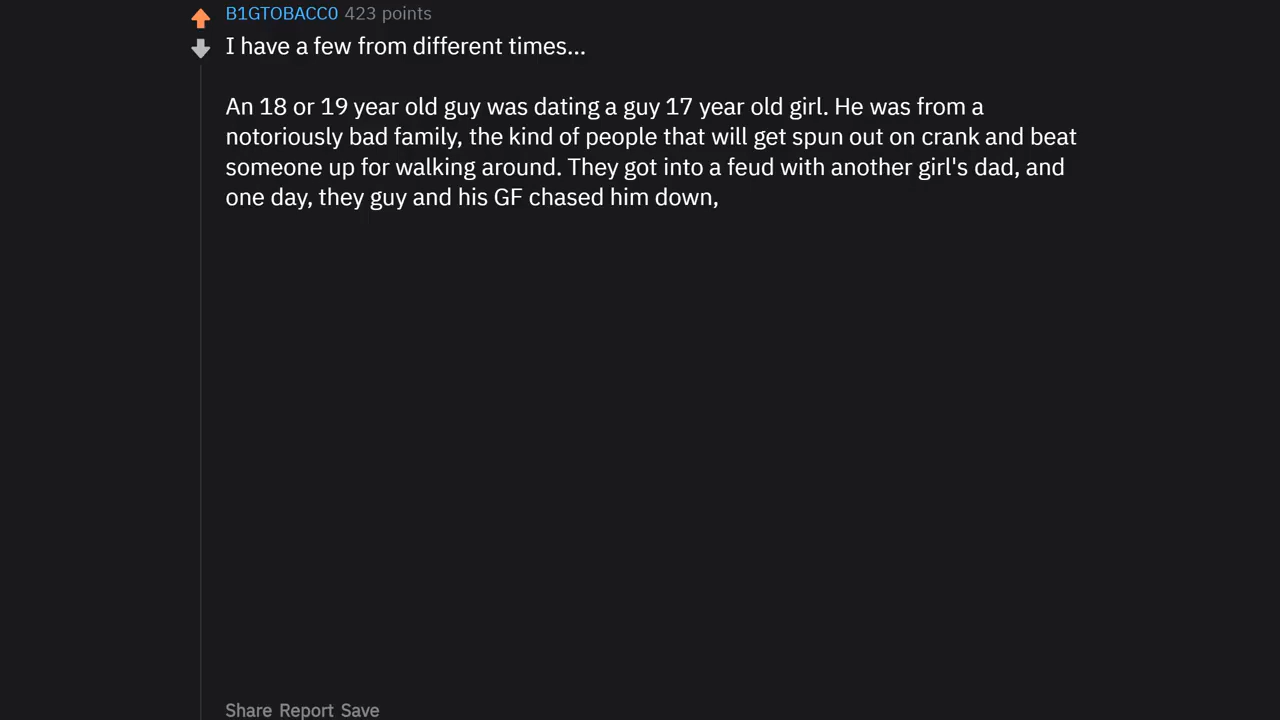 B1GTOBACC0 423 points
I have a few from different times...
An 18 or 19 year old guy was dating a guy 17 year old girl. He was from a
notoriously bad family, the kind of people that will get spun out on crank and beat
someone up for walking around. They got into a feud with another girl's dad, and
one day, they guy and his GF chased him down,
Share Report Save